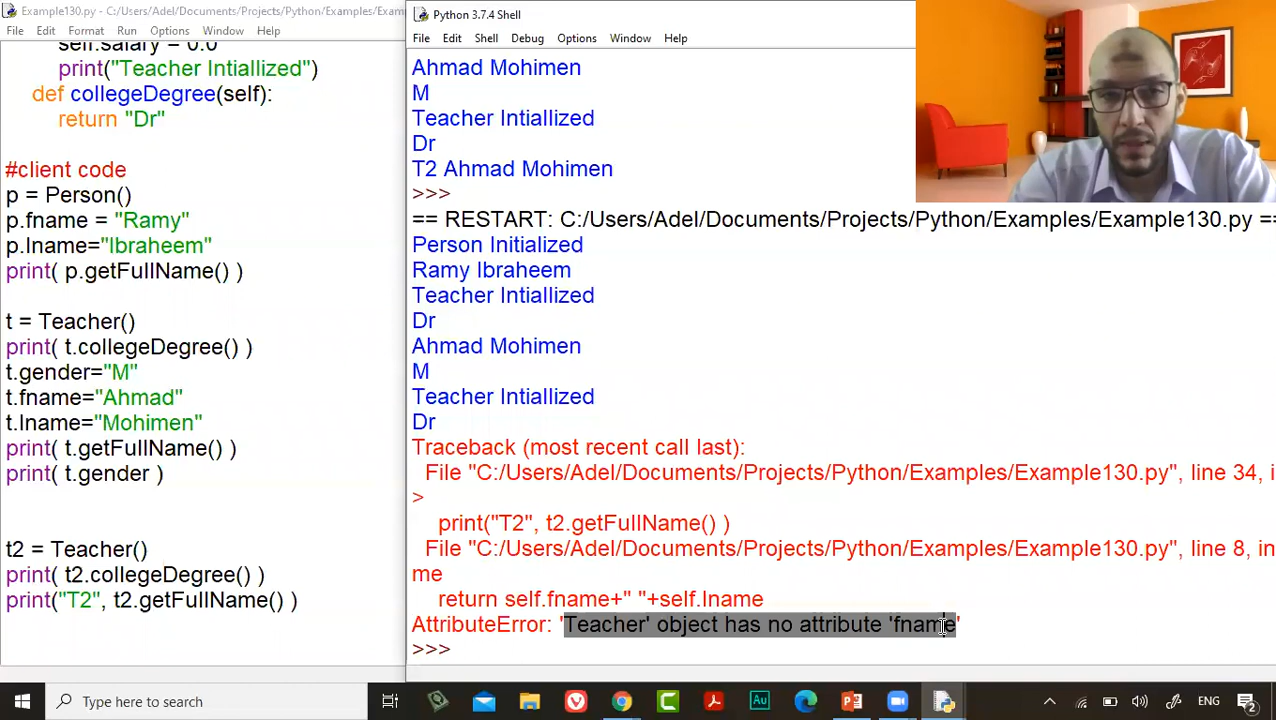 Example130.py - C:/Users/Adel/Documents/Projects/Python/Examples/Exam
File Edit Format Run Options Window Help
self.salary = 0.0
print("Teacher Intiallized")
def collegeDegree(self):
return "Dr"
#client code
p = Person()
p.fname = "Ramy"
p.lname="Ibraheem"
print( p.getFullName() )
t = Teacher()
print( t.collegeDegree() )
t.gender="M"
t.fname="Ahmad"
t.lname="Mohimen"
print( t.getFullName() )
print( t.gender )
t2 = Teacher()
print( t2.collegeDegree() )
print("T2", t2.getFullName() )
Python 3.7.4 Shell
File Edit Shell Debug Options Window Help
Ahmad Mohimen
M
Teacher Intiallized
Dr
T2 Ahmad Mohimen
>>>
== RESTART: C:/Users/Adel/Documents/Projects/Python/Examples/Example130.py ==
Person Initialized
Ramy Ibraheem
Teacher Intiallized
Dr
Ahmad Mohimen
M
Teacher Intiallized
Dr
Traceback (most recent call last):
File "C:/Users/Adel/Documents/Projects/Python/Examples/Example130.py", line 34, i
>
print("T2", t2.getFullName() )
File "C:/Users/Adel/Documents/Projects/Python/Examples/Example130.py", line 8, in
me
return self.fname+" "+self.lname
AttributeError: 'Teacher' object has no attribute 'fname'
>>>
Type here to search
ENG
2